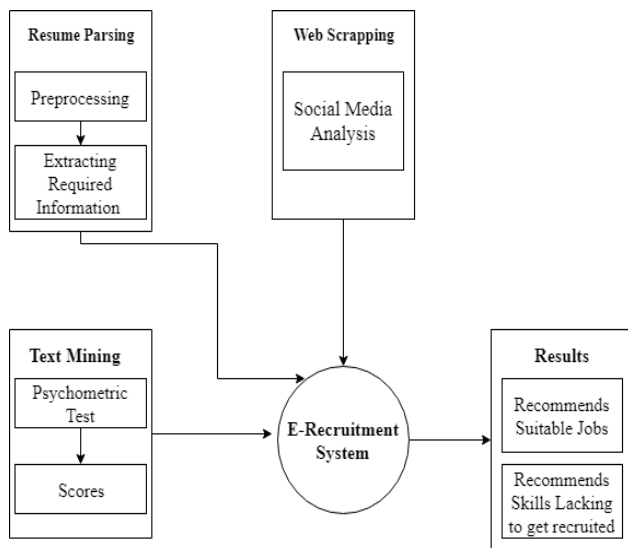 Resume Parsing
Preprocessing
Extracting
Required
Information
Web Scrapping
Social Media
Analysis
Text Mining
Psychometric
Test
Scores
E-Recruitment
System
Results
Recommends
Suitable Jobs
Recommends
Skills Lacking
to get recruited